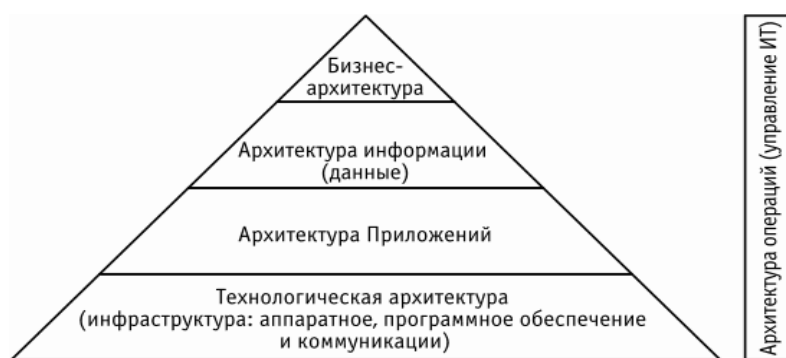 Бизнес-
архитектура
Архитектура информации
(данные)
Архитектура Приложений
Технологическая архитектура
(инфраструктура: аппаратное, программное обеспечение
и коммуникации)
Архитектура операций (управление ИТ)